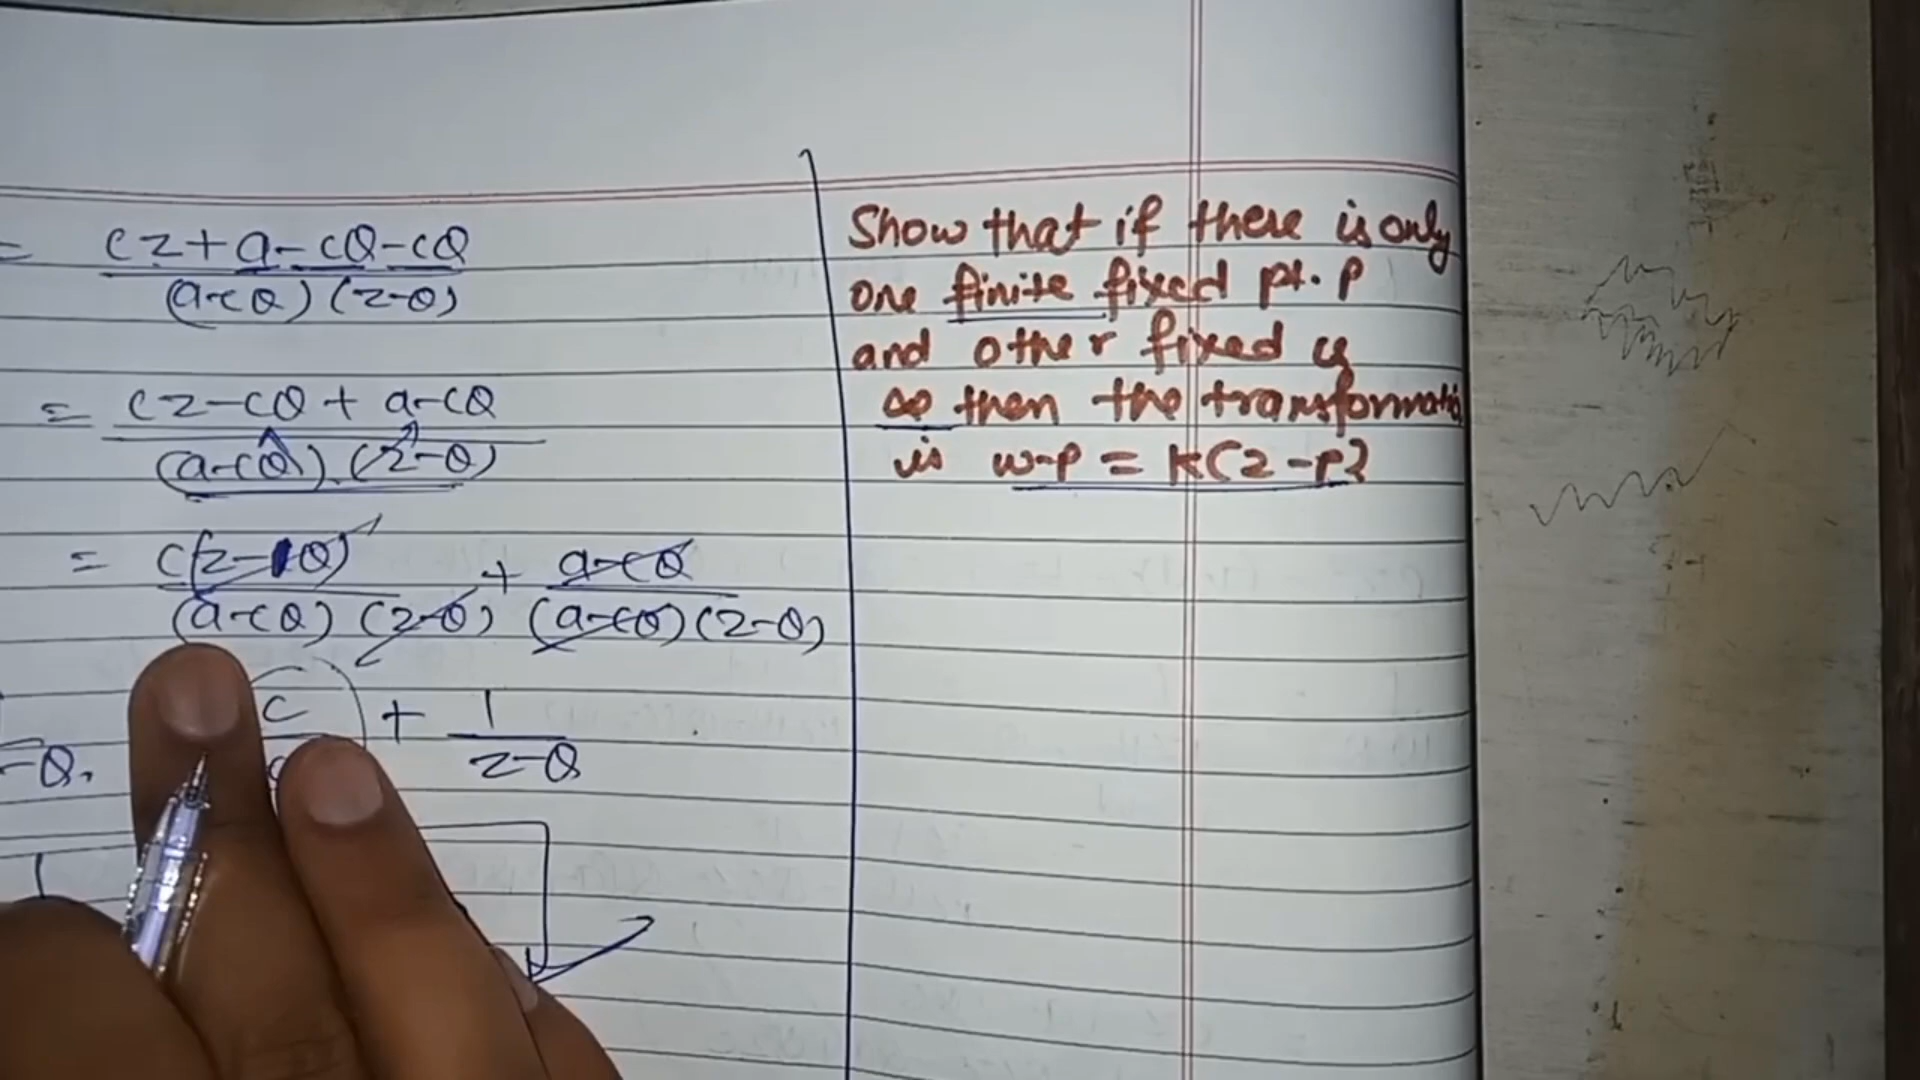 = cz+a-cQ-cQ
(a-cQ)(z-Q)
= cz-cQ+a-cQ
(a-cQ).(z-Q)
= c(z-Q) + a-cQ
(a-cQ)(z-Q) (a-cQ)(z-Q)
c + 1
-Q. z-Q
Show that if there is only
one finite fixed pt. P
and other fixed is
∞ then the transformatio
is w-p = K(z-p)